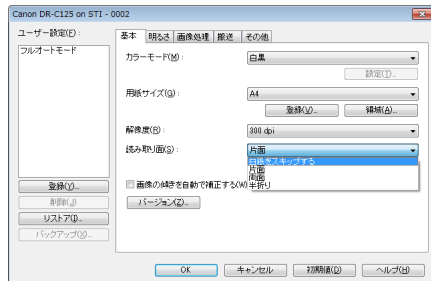 Canon DR-C125 on STI - 0002
ユーザー設定(F):
フルオートモード
登録(Y)...
削除(J)
リストア(T)...
バックアップ(X)...
基本 明るさ 画像処理 搬送 その他
カラーモード(M):
白黒
設定(I)...
用紙サイズ(G):
A4
登録(V)... 領域(A)...
解像度(R):
300 dpi
読み取り面(S):
片面
白紙をスキップする
片面
両面
半折り
画像の傾きを自動で補正する(W)
バージョン(Z)...
OK キャンセル 初期値(D) ヘルプ(H)